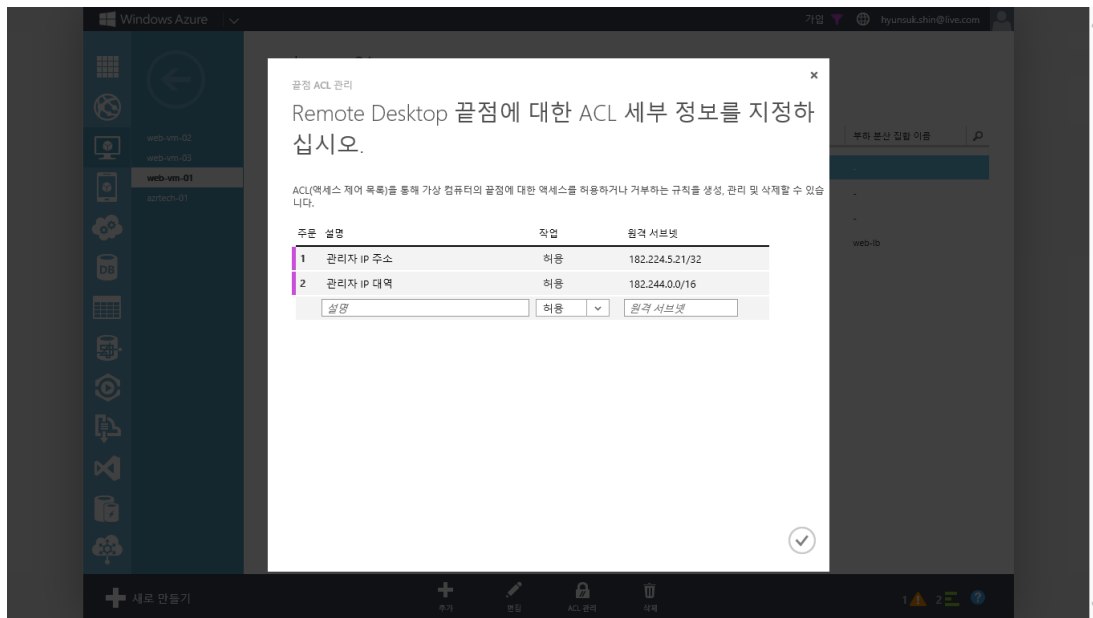 Windows Azure
가입
hyunsuk.shin@live.com
web-vm-02
web-vm-03
web-vm-01
aztech-01
DB
부하 분산 집합 이름
-
-
-
web-lb
끝점 ACL 관리
×
Remote Desktop 끝점에 대한 ACL 세부 정보를 지정하
십시오.
ACL(액세스 제어 목록)을 통해 가상 컴퓨터의 끝점에 대한 액세스를 허용하거나 거부하는 규칙을 생성, 관리 및 삭제할 수 있습
니다.
주문 설명 작업 원격 서브넷
1 관리자 IP 주소 허용 182.224.5.21/32
2 관리자 IP 대역 허용 182.244.0.0/16
설명 허용 원격 서브넷
새로 만들기
추가
편집
ACL 관리
삭제
1
2
?